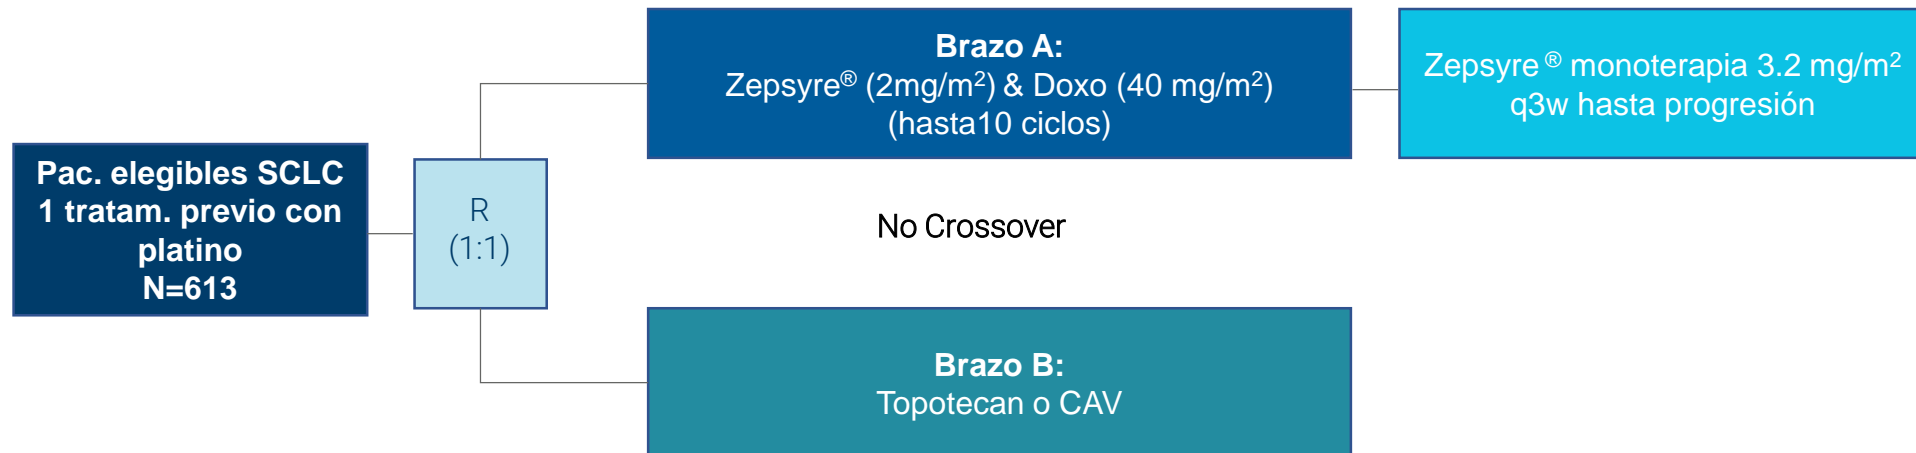 Pac. elegibles SCLC
1 tratam. previo con
platino
N=613
R
(1:1)
Brazo A:
Zepsyre® (2mg/m²) & Doxo (40 mg/m²)
(hasta10 ciclos)
Zepsyre ® monoterapia 3.2 mg/m²
q3w hasta progresión
No Crossover
Brazo B:
Topotecan o CAV